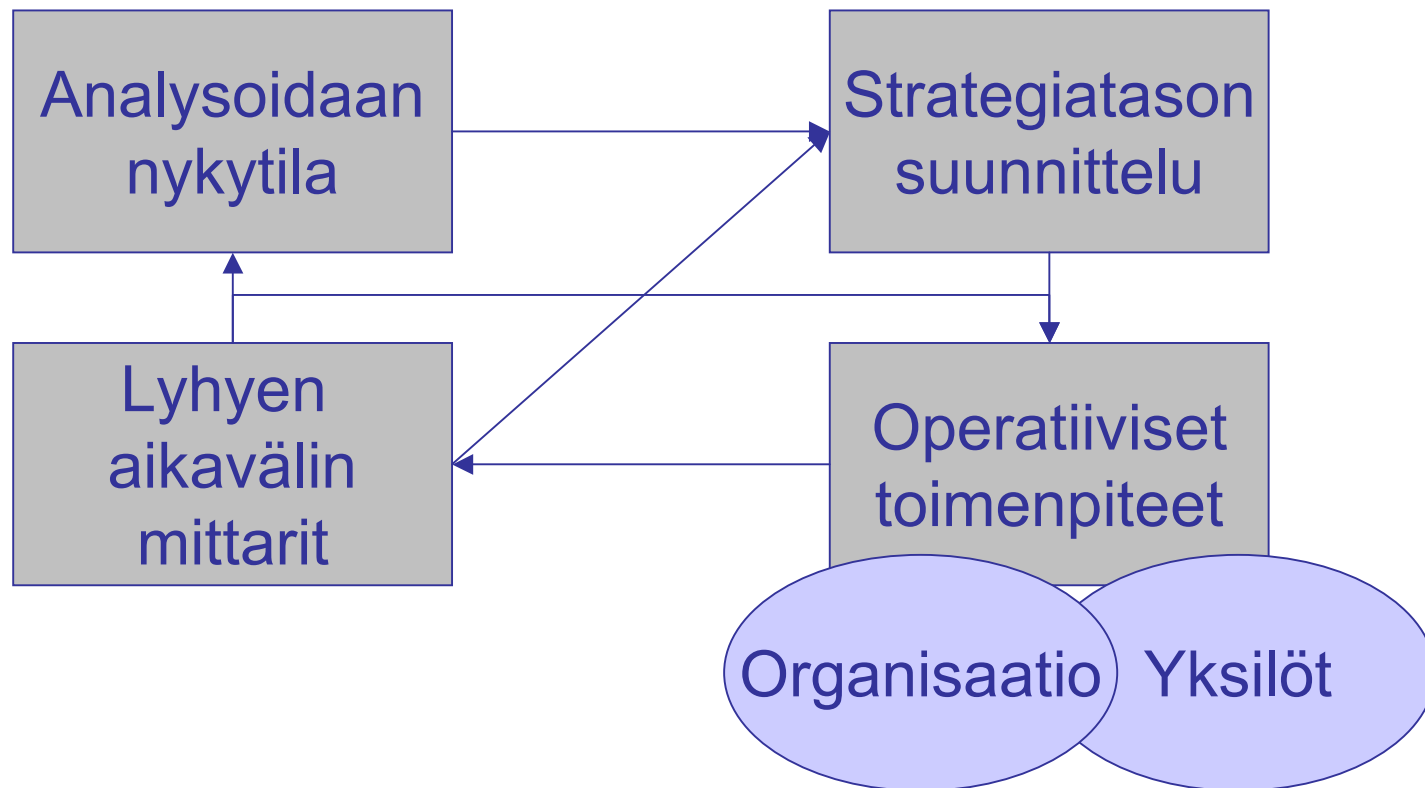 Analysoidaan
nykytila
Strategiatason
suunnittelu
Lyhyen
aikavälin
mittarit
Operatiiviset
toimenpiteet
Organisaatio
Yksilöt